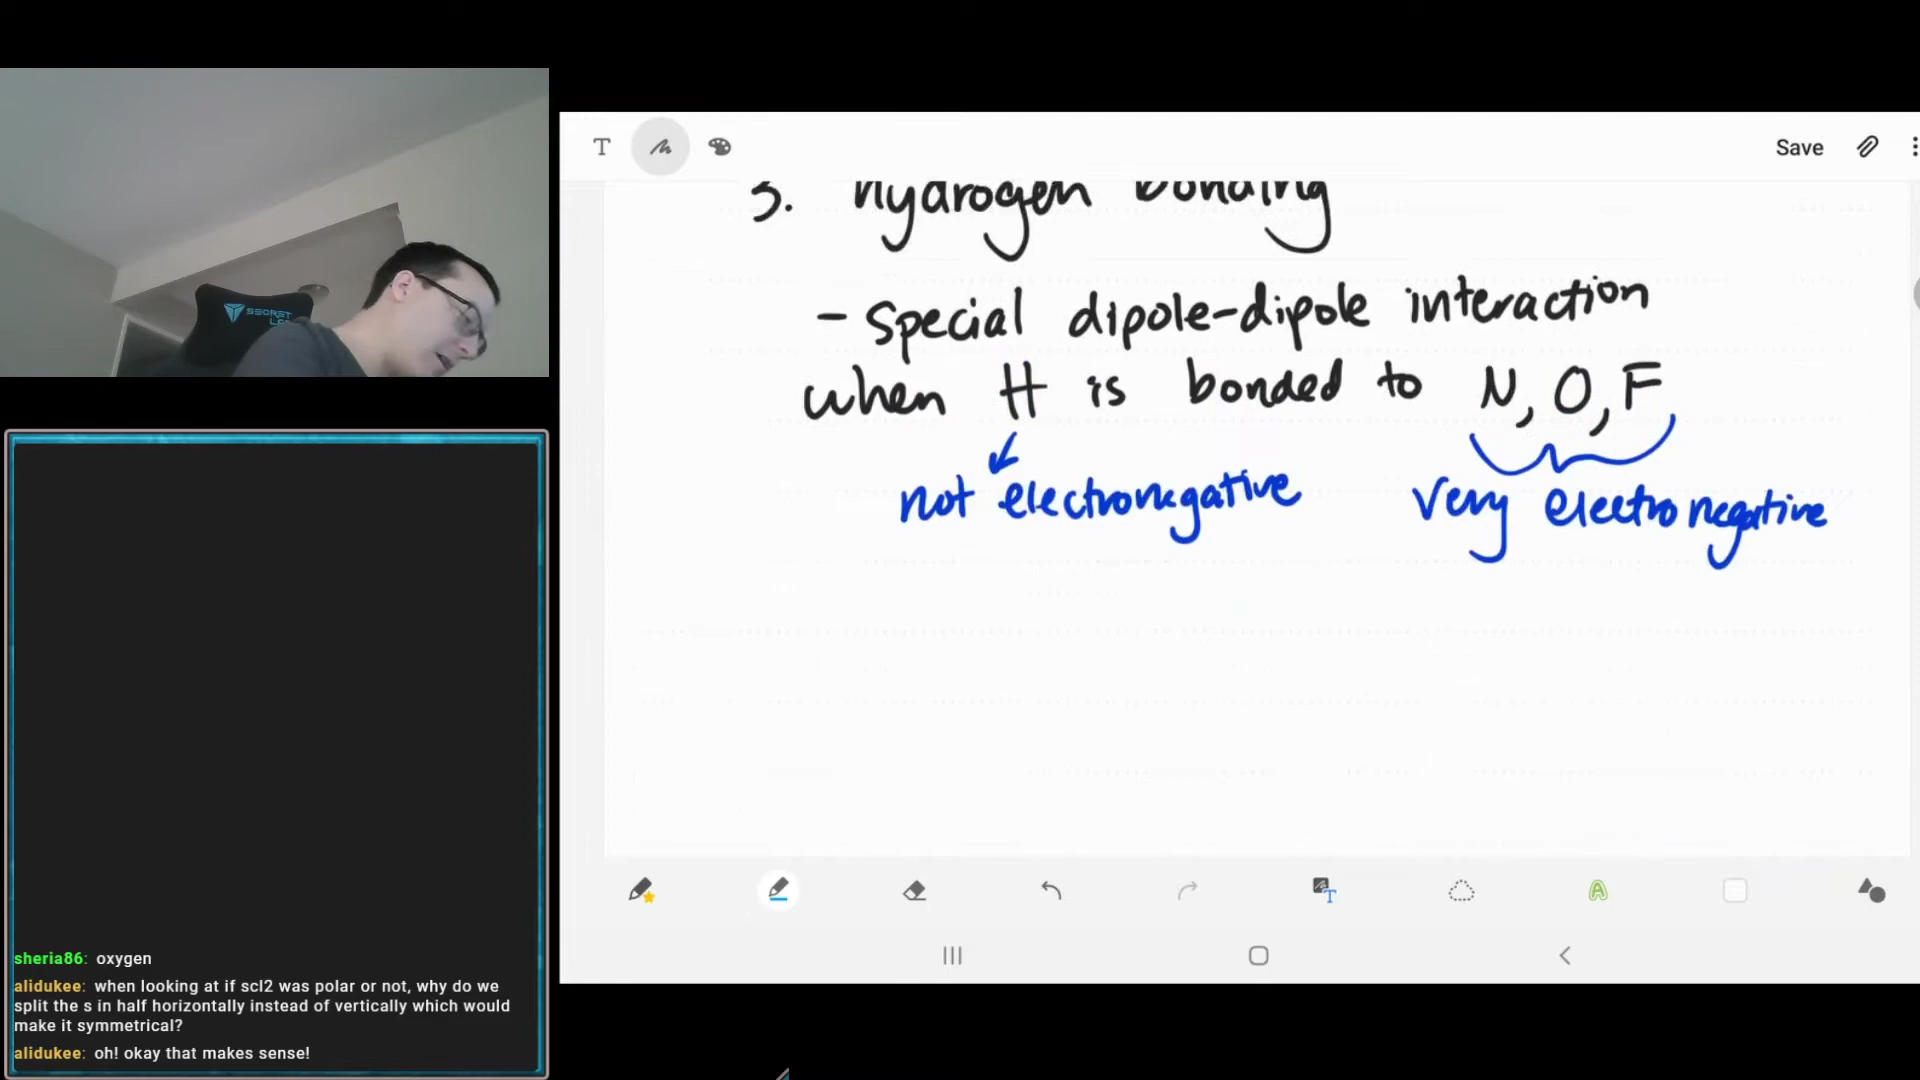 SECRET
Save
3. Hydrogen bonding
- Special dipole-dipole interaction
when H is bonded to N, O, F
not electronegative very electronegative
sheria86: oxygen
alidukee: when looking at if scl2 was polar or not, why do we
split the s in half horizontally instead of vertically which would
make it symmetrical?
alidukee: oh! okay that makes sense!